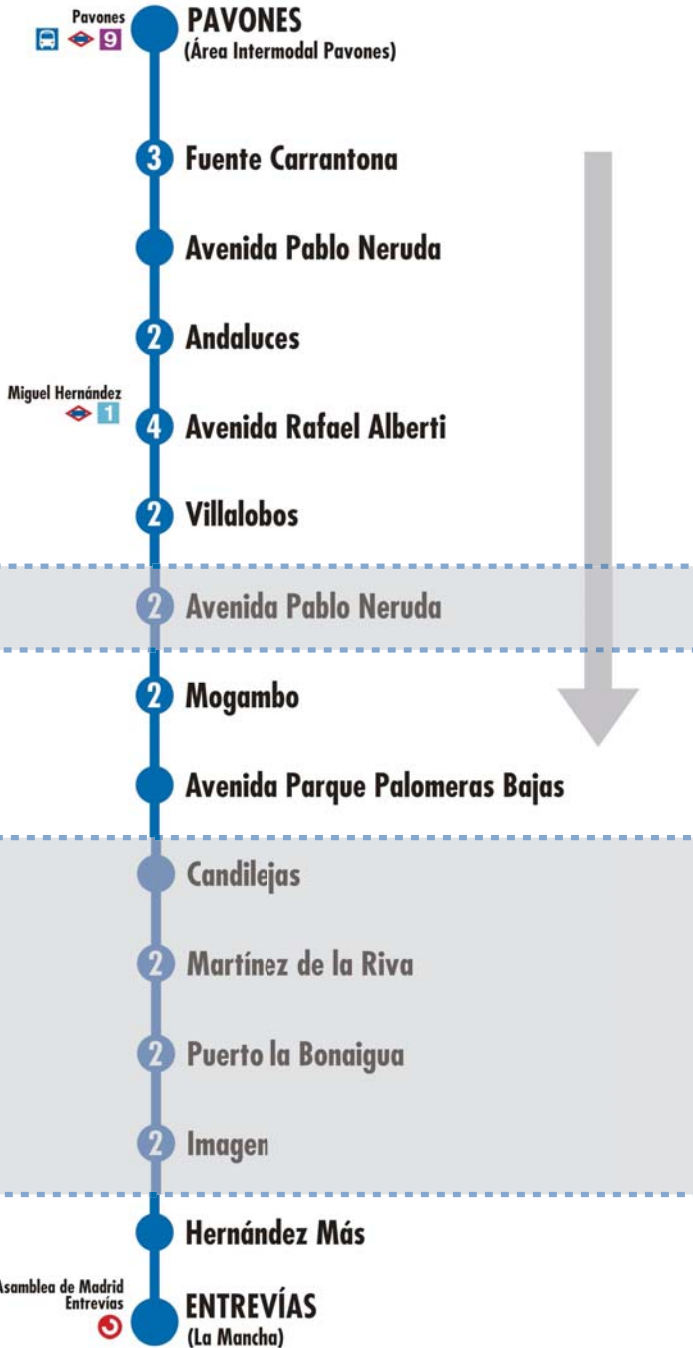 Pavones
9
PAVONES
(Área Intermodal Pavones)
3 Fuente Carrantona
Avenida Pablo Neruda
2 Andaluces
Miguel Hernández
1
4 Avenida Rafael Alberti
2 Villalobos
2 Avenida Pablo Neruda
2 Mogambo
Avenida Parque Palomeras Bajas
Candilejas
2 Martínez de la Riva
2 Puerto la Bonaigua
2 Imagen
Hernández Más
Asamblea de Madrid
Entrevías
ENTREVÍAS
(La Mancha)